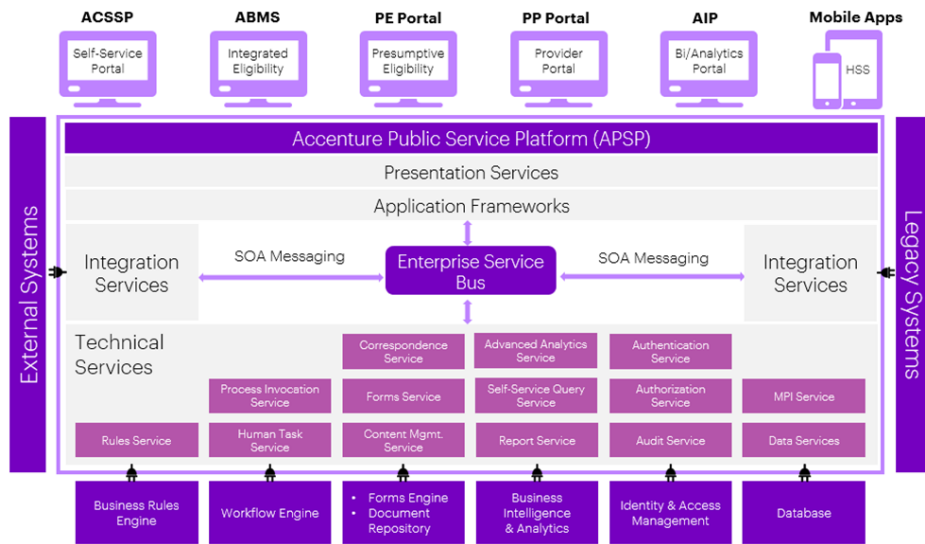 ACSSP
ABMS
PE Portal
PP Portal
AIP
Mobile Apps
Self-Service
Portal
Integrated
Eligibility
Presumptive
Eligibility
Provider
Portal
Bi/Analytics
Portal
HSS
External Systems
Accenture Public Service Platform (APSP)
Presentation Services
Application Frameworks
Integration
Services
SOA Messaging
Enterprise Service
Bus
SOA Messaging
Integration
Services
Legacy Systems
Technical
Services
Correspondence
Service
Advanced Analytics
Service
Authentication
Service
Process Invocation
Service
Forms Service
Self-Service Query
Service
Authorization
Service
MPI Service
Rules Service
Human Task
Service
Content Mgmt.
Service
Report Service
Audit Service
Data Services
Business Rules
Engine
Workflow Engine
• Forms Engine
• Document
Repository
Business
Intelligence
& Analytics
Identity & Access
Management
Database